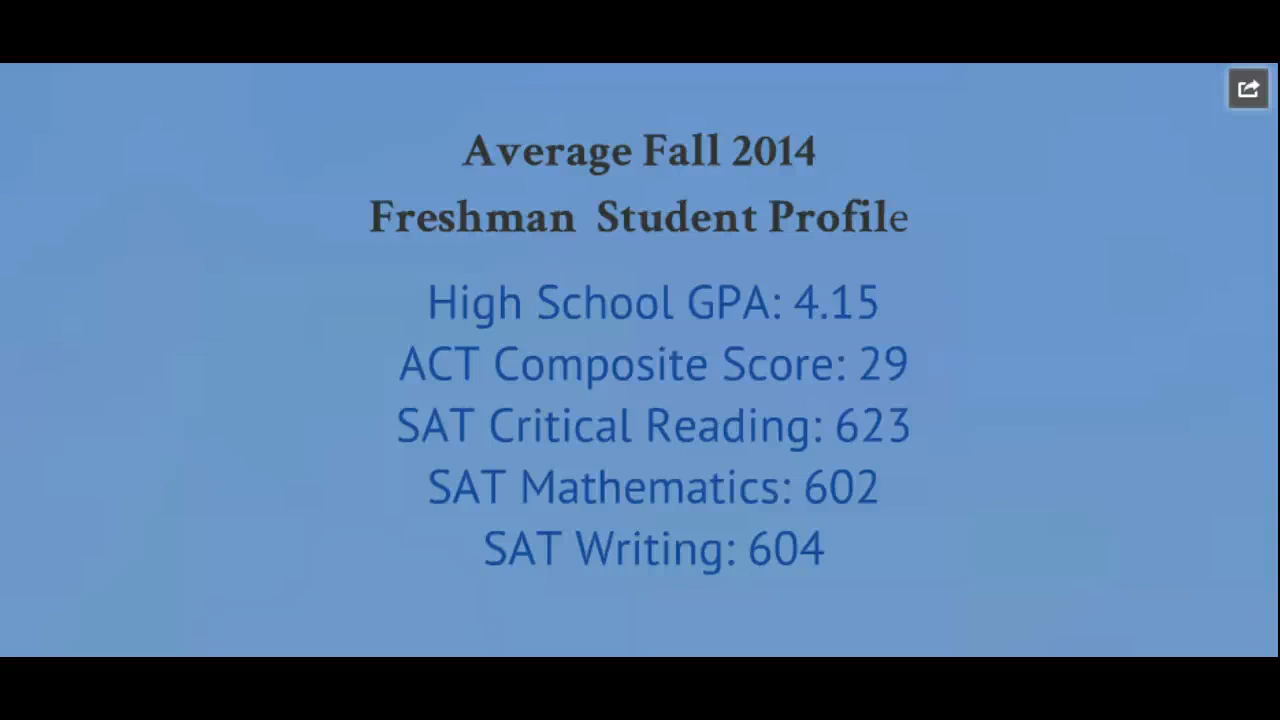 Average Fall 2014
Freshman  Student Profile
High School GPA: 4.15
ACT Composite Score: 29
SAT Critical Reading: 623
SAT Mathematics: 602
SAT Writing: 604